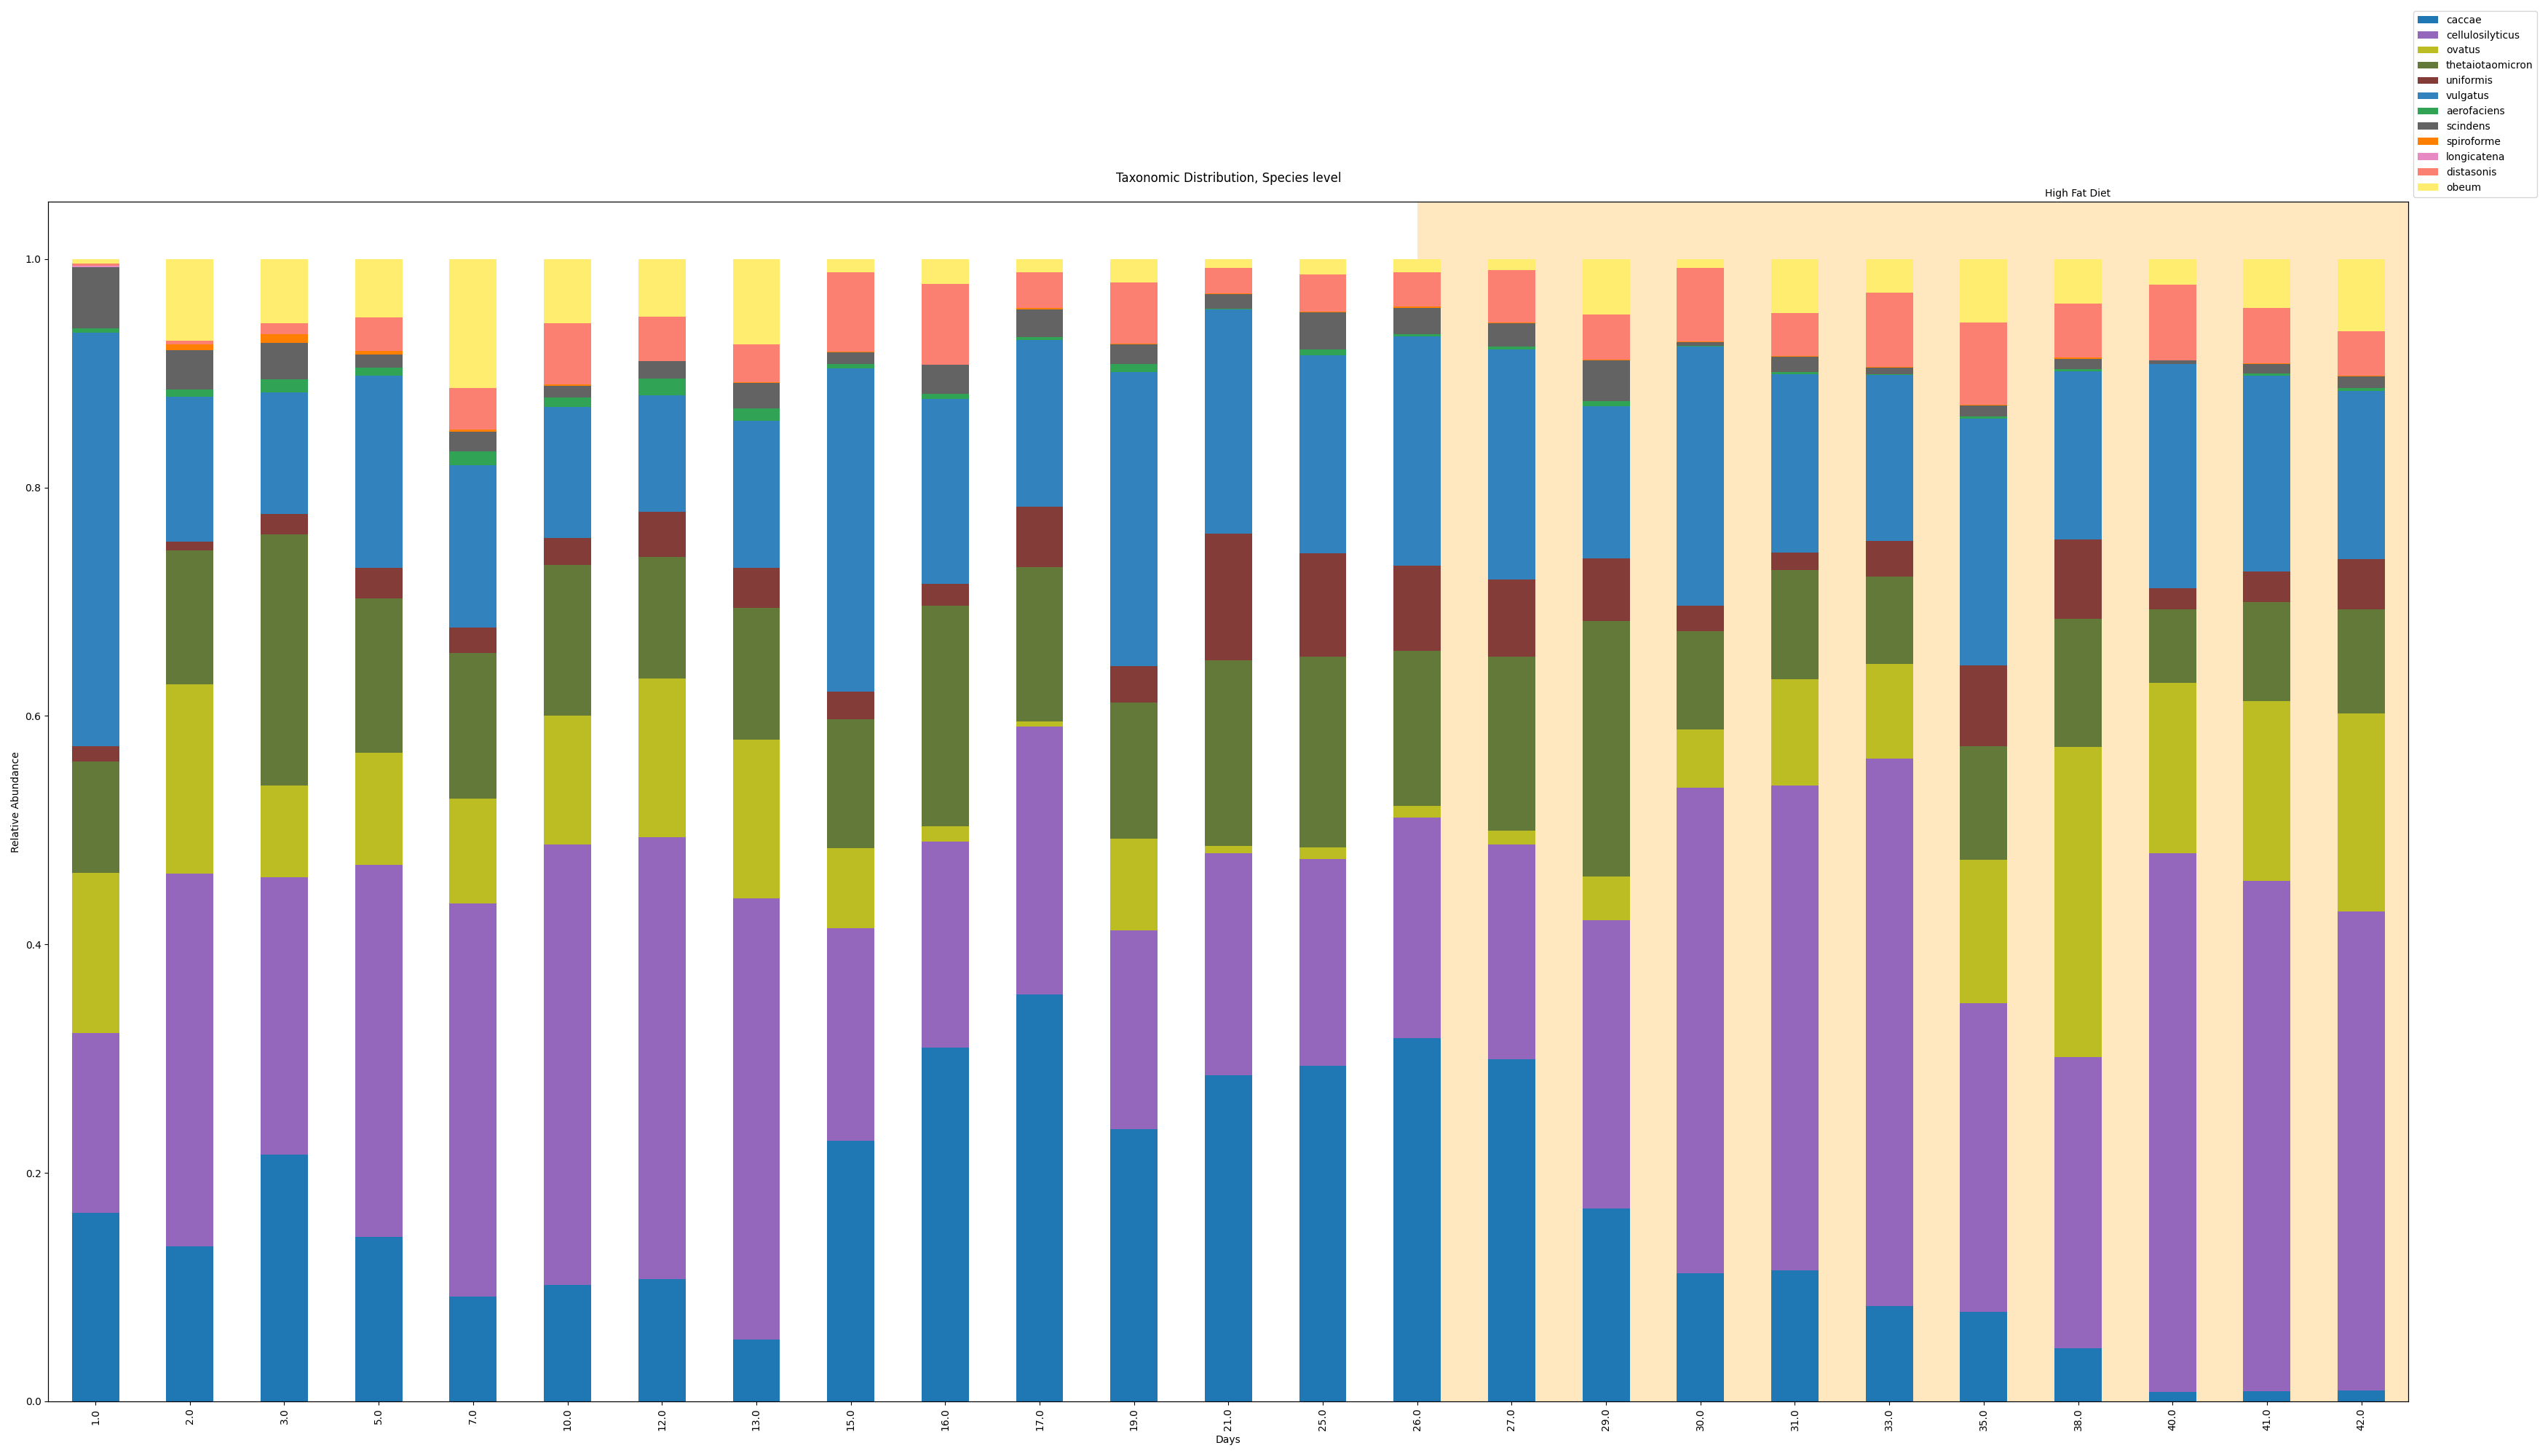 caccae
cellulosilyticus
ovatus
thetaiotaomicron
uniformis
vulgatus
aerofaciens
scindens
spiroforme
longicatena
distasonis
obeum
Taxonomic Distribution, Species level
High Fat Diet
1.0
0.8
0.6
0.4
0.2
0.0
Relative Abundance
1.0 2.0 3.0 5.0 7.0 10.0 12.0 13.0 15.0 16.0 17.0 19.0 21.0 25.0 26.0 27.0 29.0 30.0 31.0 33.0 35.0 38.0 40.0 41.0 42.0
Days